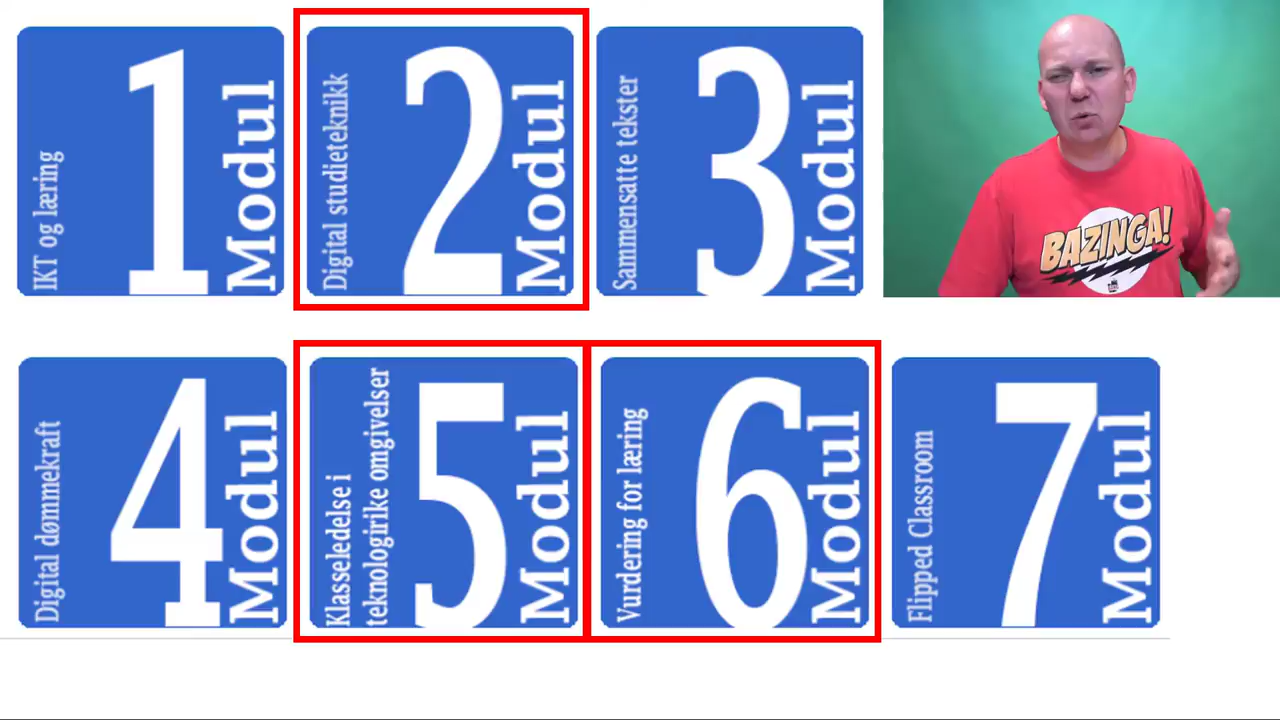 IKT og læring
1
Modul
Digital studieteknikk
2
Modul
Sammensatte tekster
3
Modul
BAZINGA!
Digital dømmekraft
4
Modul
Klasseledelse i
teknologirike omgivelser
5
Modul
Vurdering for læring
6
Modul
Flipped Classroom
7
Modul